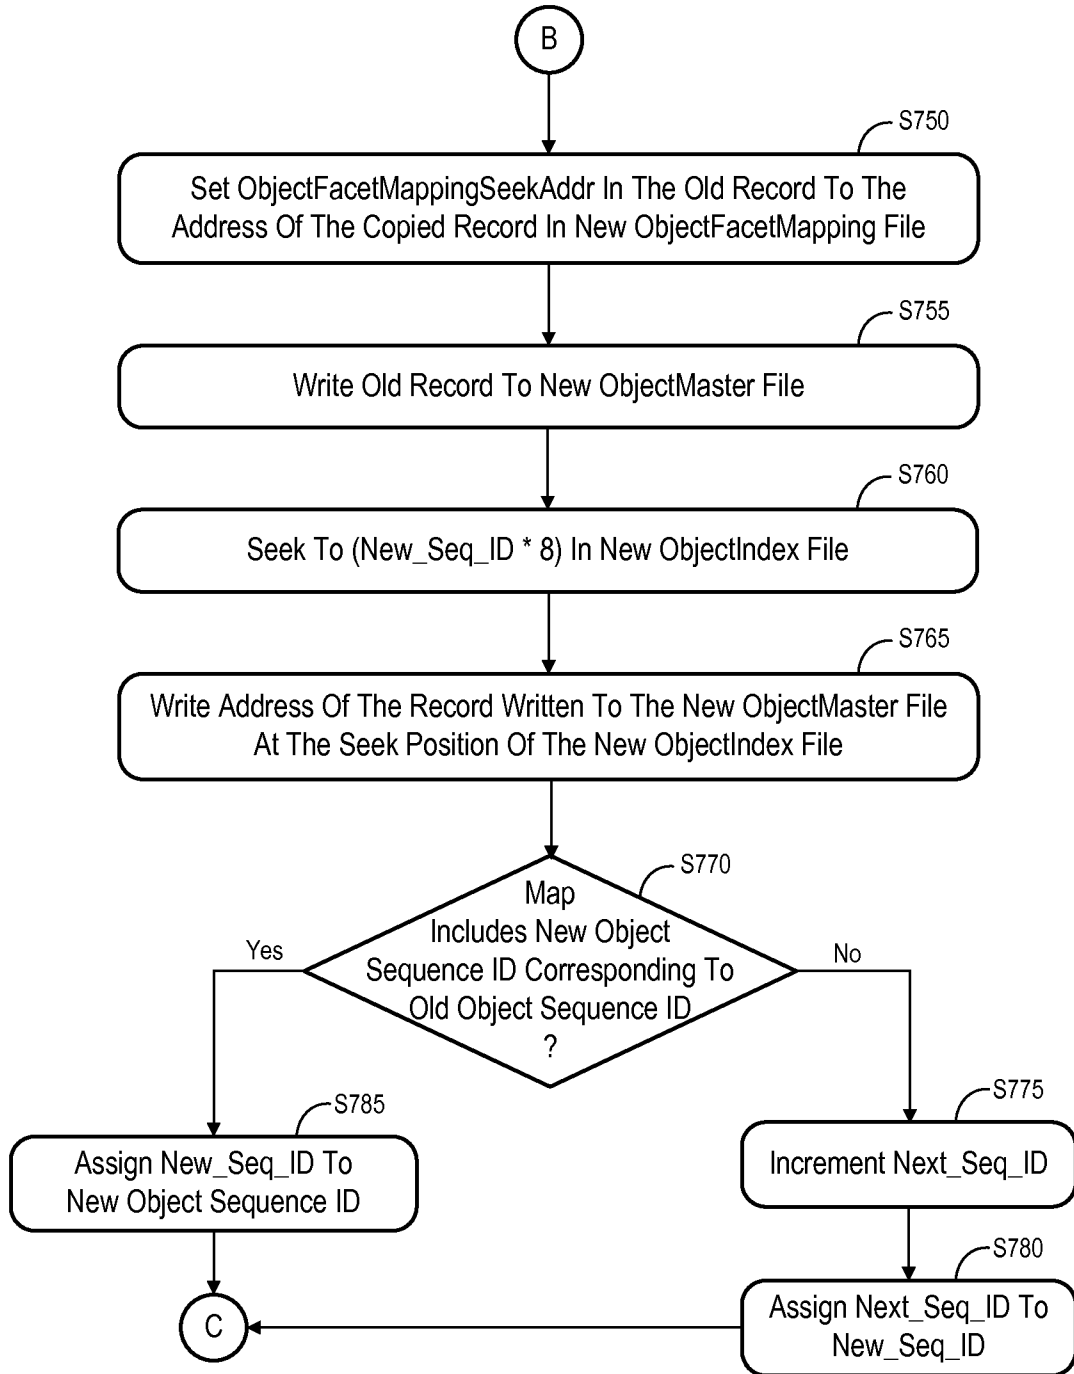 B
S750
Set ObjectFacetMappingSeekAddr In The Old Record To The
Address Of The Copied Record In New ObjectFacetMapping File
S755
Write Old Record To New ObjectMaster File
S760
Seek To (New_Seq_ID * 8) In New ObjectIndex File
S765
Write Address Of The Record Written To The New ObjectMaster File
At The Seek Position Of The New ObjectIndex File
S770
Map
Includes New Object
Sequence ID Corresponding To
Old Object Sequence ID
?
Yes
No
S785
Assign New_Seq_ID To
New Object Sequence ID
S775
Increment Next_Seq_ID
S780
Assign Next_Seq_ID To
New_Seq_ID
C